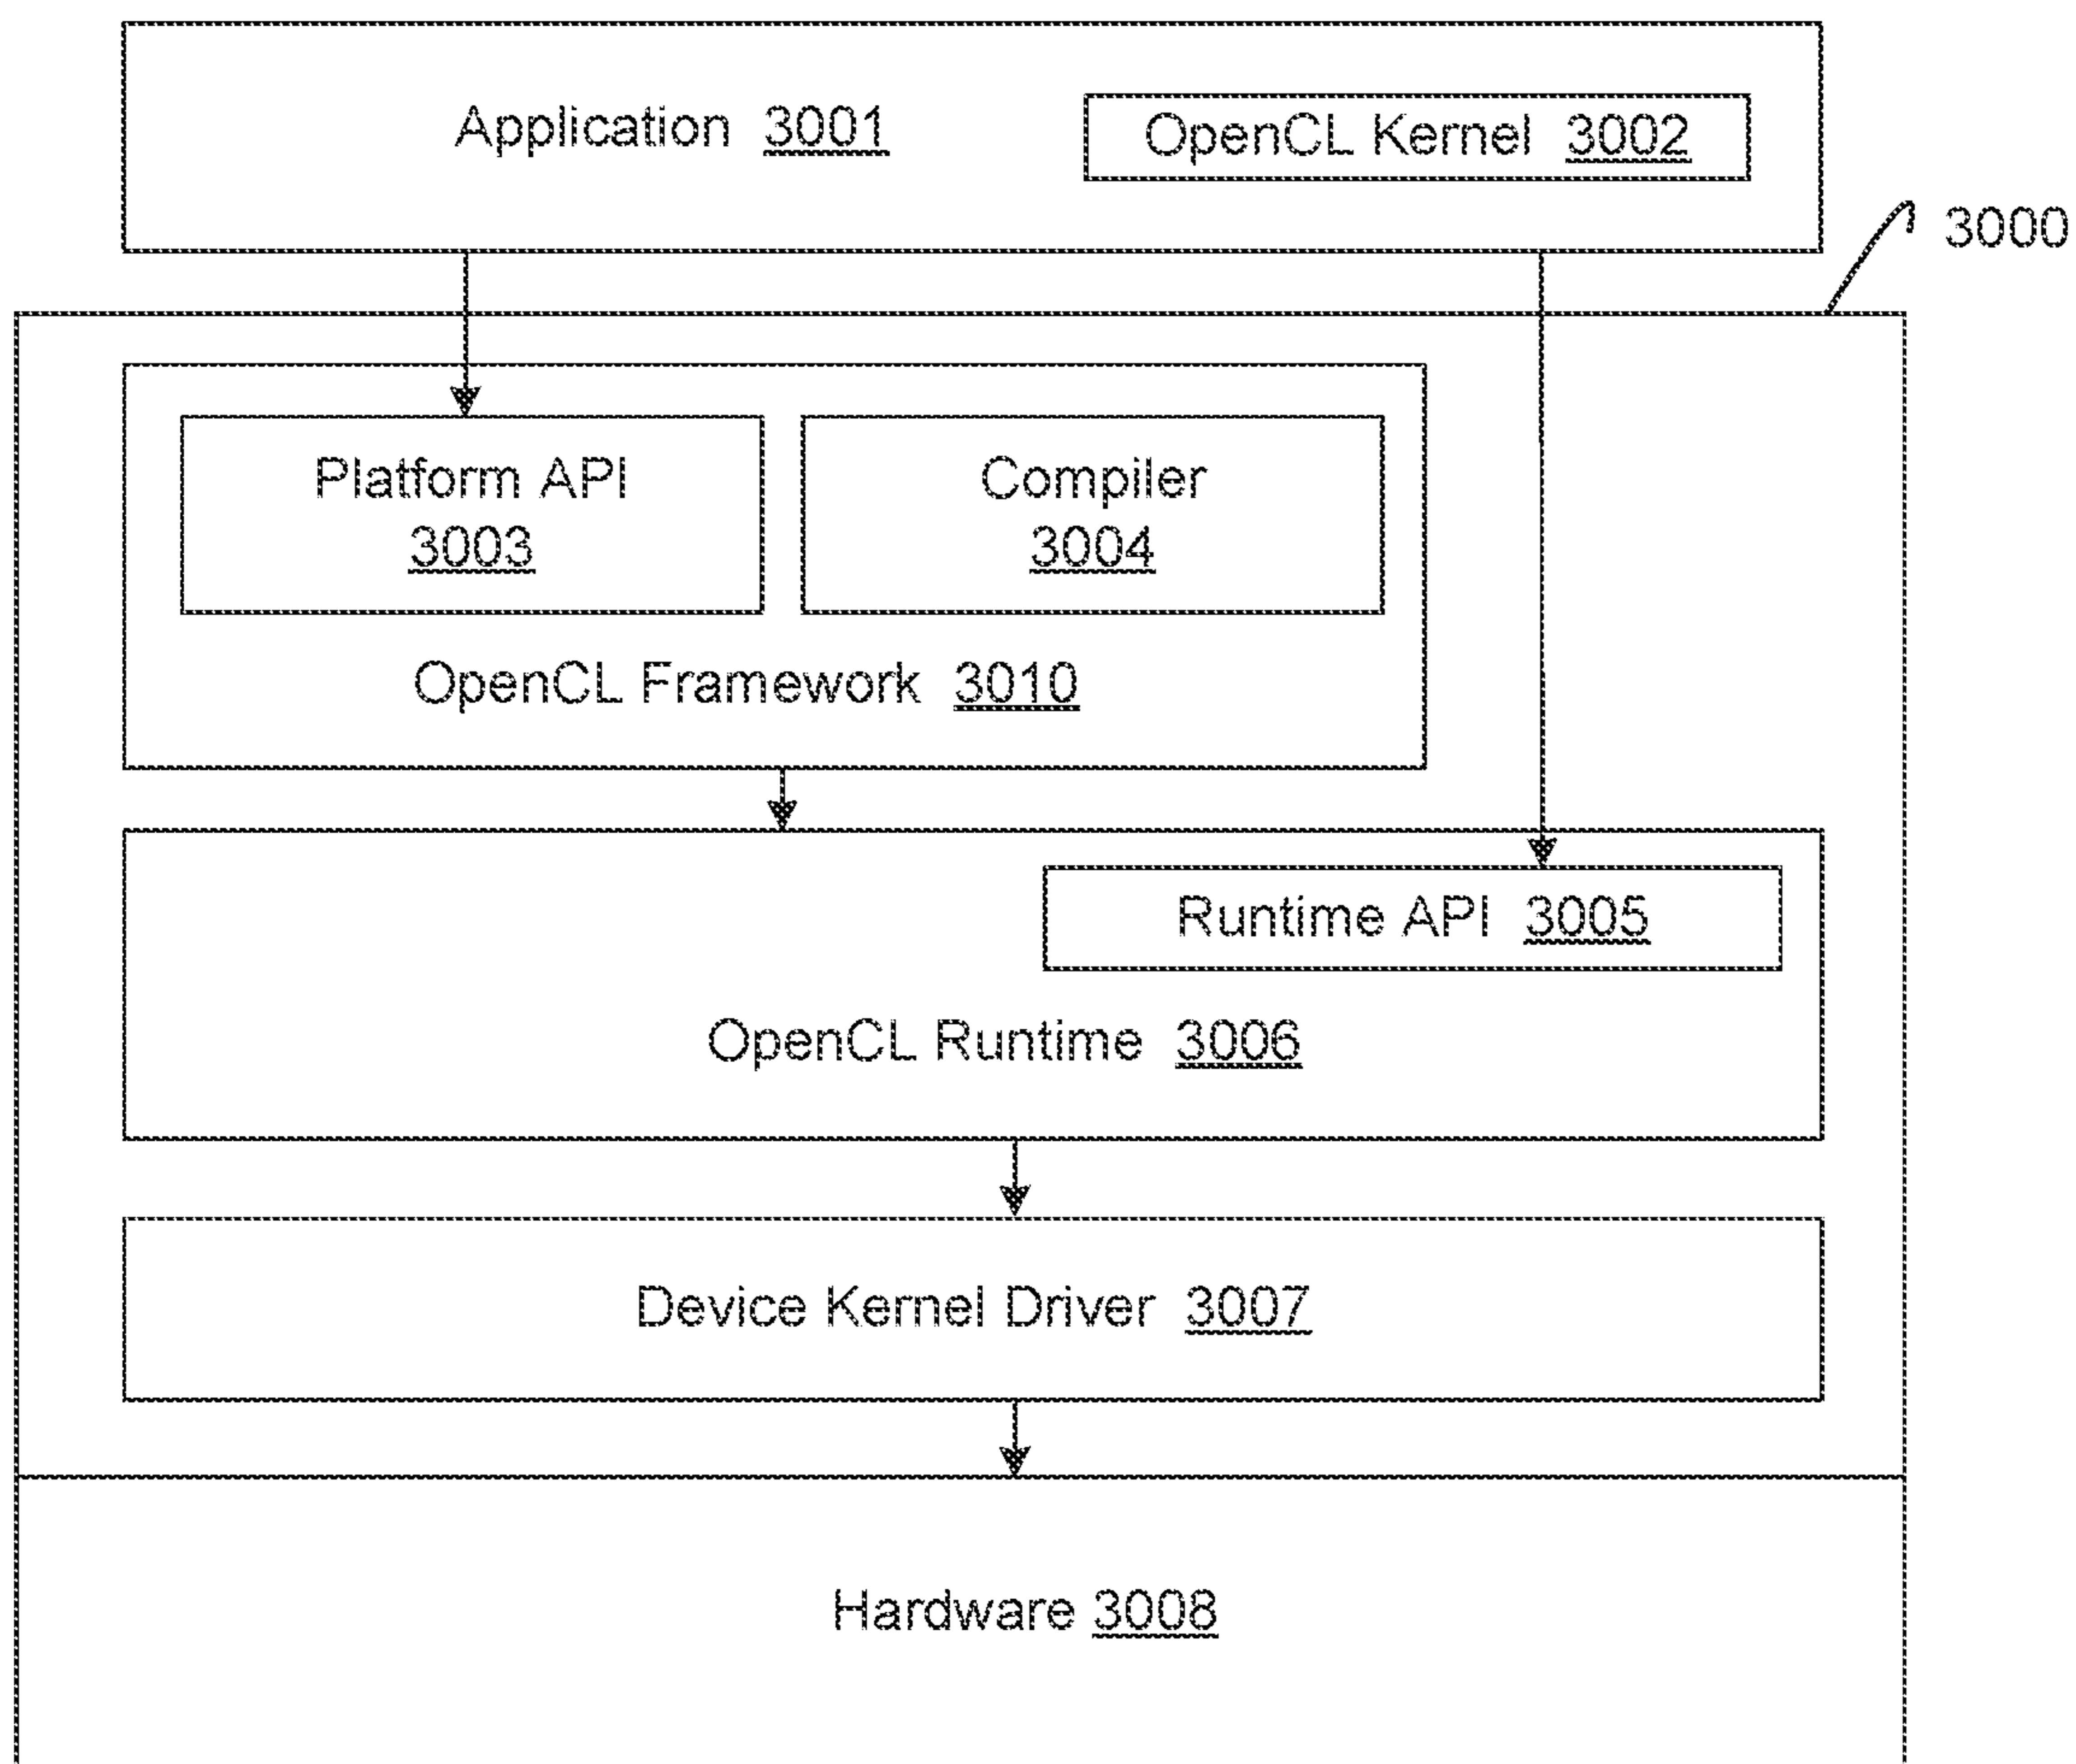 Application 3001
OpenCL Kernel 3002
3000
Platform API
3003
Compiler
3004
OpenCL Framework 3010
Runtime API 3005
OpenCL Runtime 3006
Device Kernel Driver 3007
Hardware 3008